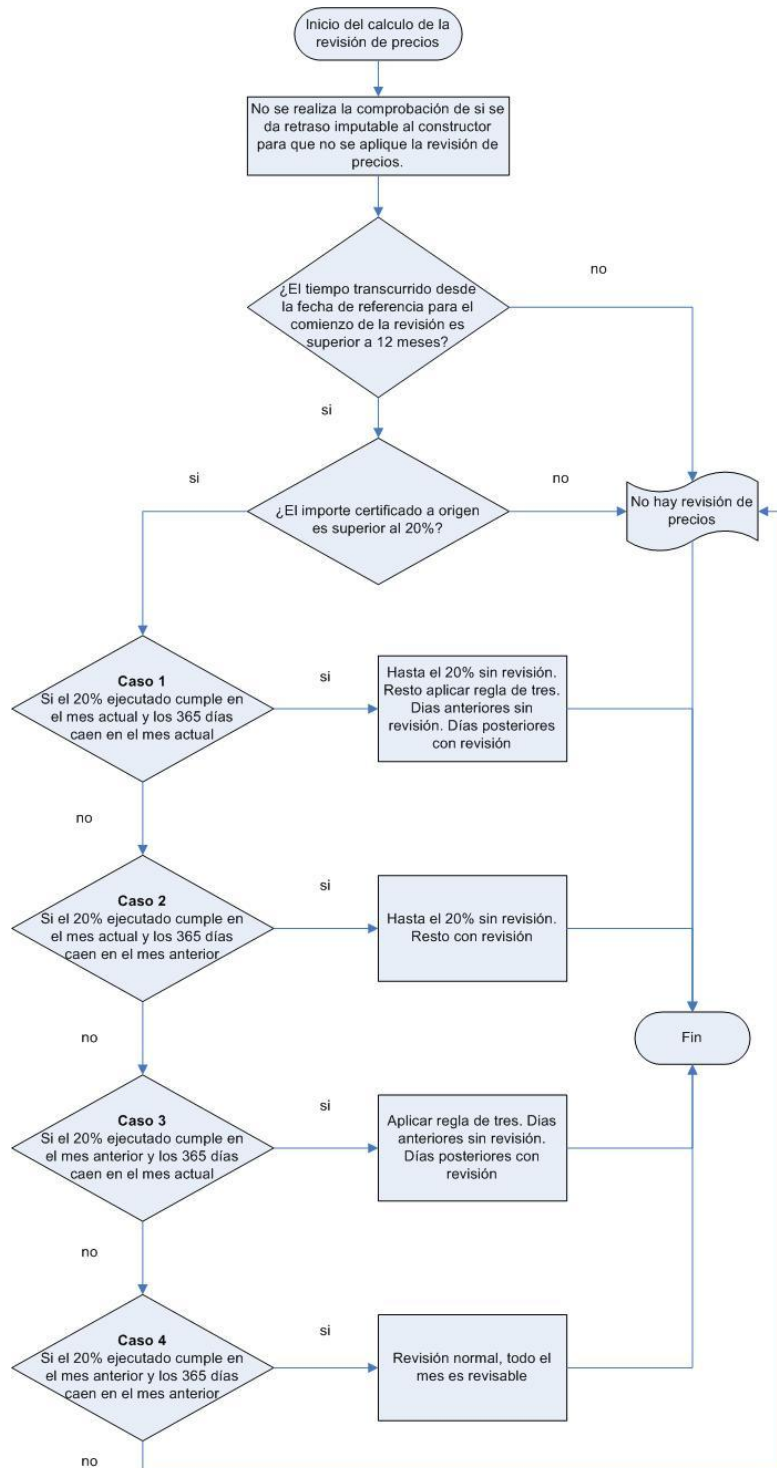 Inicio del calculo de la
revisión de precios
No se realiza la comprobación de si se
da retraso imputable al constructor
para que no se aplique la revisión de
precios.
¿El tiempo transcurrido desde
la fecha de referencia para el
comienzo de la revisión es
superior a 12 meses?
no
si
¿El importe certificado a origen
es superior al 20%?
si
no
No hay revisión de
precios
Caso 1
Si el 20% ejecutado cumple en
el mes actual y los 365 días
caen en el mes actual
si
Hasta el 20% sin revisión.
Resto aplicar regla de tres.
Dias anteriores sin
revisión. Días posteriores
con revisión
no
Caso 2
Si el 20% ejecutado cumple en
el mes actual y los 365 días
caen en el mes anterior
si
Hasta el 20% sin revisión.
Resto con revisión
no
Fin
Caso 3
Si el 20% ejecutado cumple en
el mes anterior y los 365 días
caen en el mes actual
si
Aplicar regla de tres. Dias
anteriores sin revisión.
Días posteriores con
revisión
no
Caso 4
Si el 20% ejecutado cumple en
el mes anterior y los 365 días
caen en el mes anterior
si
Revisión normal, todo el
mes es revisable
no